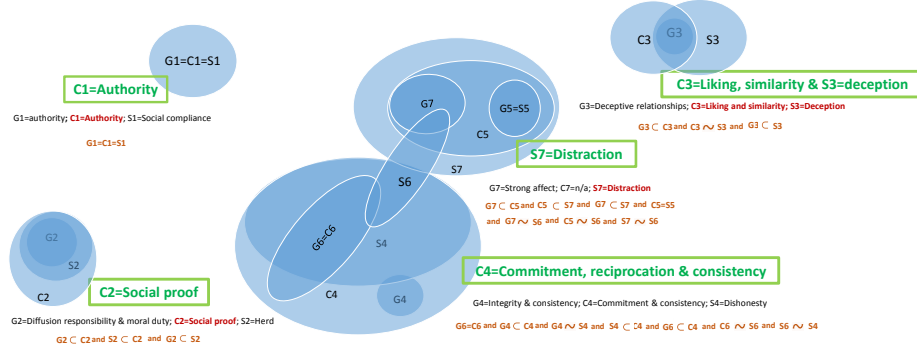 G1=C1=S1
C1=Authority
G1=authority; C1=Authority; S1=Social compliance
G1=C1=S1
C3
G3
S3
C3=Liking, similarity & S3=deception
G3=Deceptive relationships; C3=Liking and similarity; S3=Deception
G3 ⊂ C3 and C3 ∼ S3 and G3 ⊂ S3
G7
G5=S5
C5
S7
S7=Distraction
G7=Strong affect; C7=n/a; S7=Distraction
G7 ⊂ C5 and C5 ⊂ S7 and G7 ⊂ S7 and C5=S5
and G7 ∼ S6 and C5 ∼ S6 and S7 ∼ S6
S6
G6=C6
S4
C4
G4
C4=Commitment, reciprocation & consistency
G4=Integrity & consistency; C4=Commitment & consistency; S4=Dishonesty
G6=C6 and G4 ⊂ C4 and G4 ∼ S4 and S4 ⊂ C4 and G6 ⊂ C4 and C6 ∼ S6 and S6 ∼ S4
G2
S2
C2
C2=Social proof
G2=Diffusion responsibility & moral duty; C2=Social proof; S2=Herd
G2 ⊂ C2 and S2 ⊂ C2 and G2 ⊂ S2